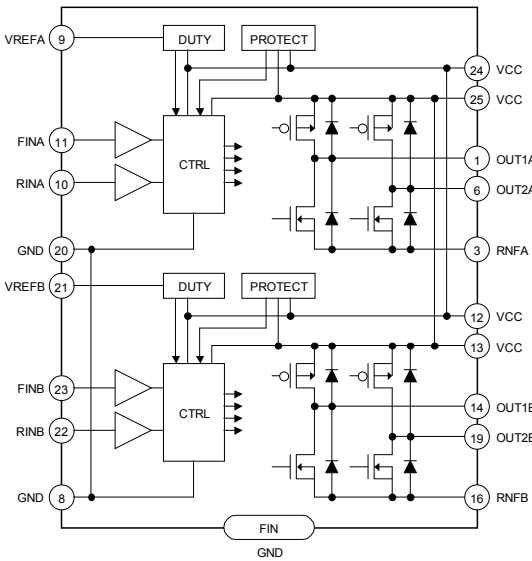 VREFA 9 DUTY PROTECT
24 VCC
25 VCC
FINA 11
CTRL
1 OUT1A
RINA 10
6 OUT2A
GND 20
3 RNFA
VREFB 21 DUTY PROTECT
12 VCC
13 VCC
FINB 23
CTRL
14 OUT1B
RINB 22
19 OUT2B
GND 8
16 RNFB
FIN
GND